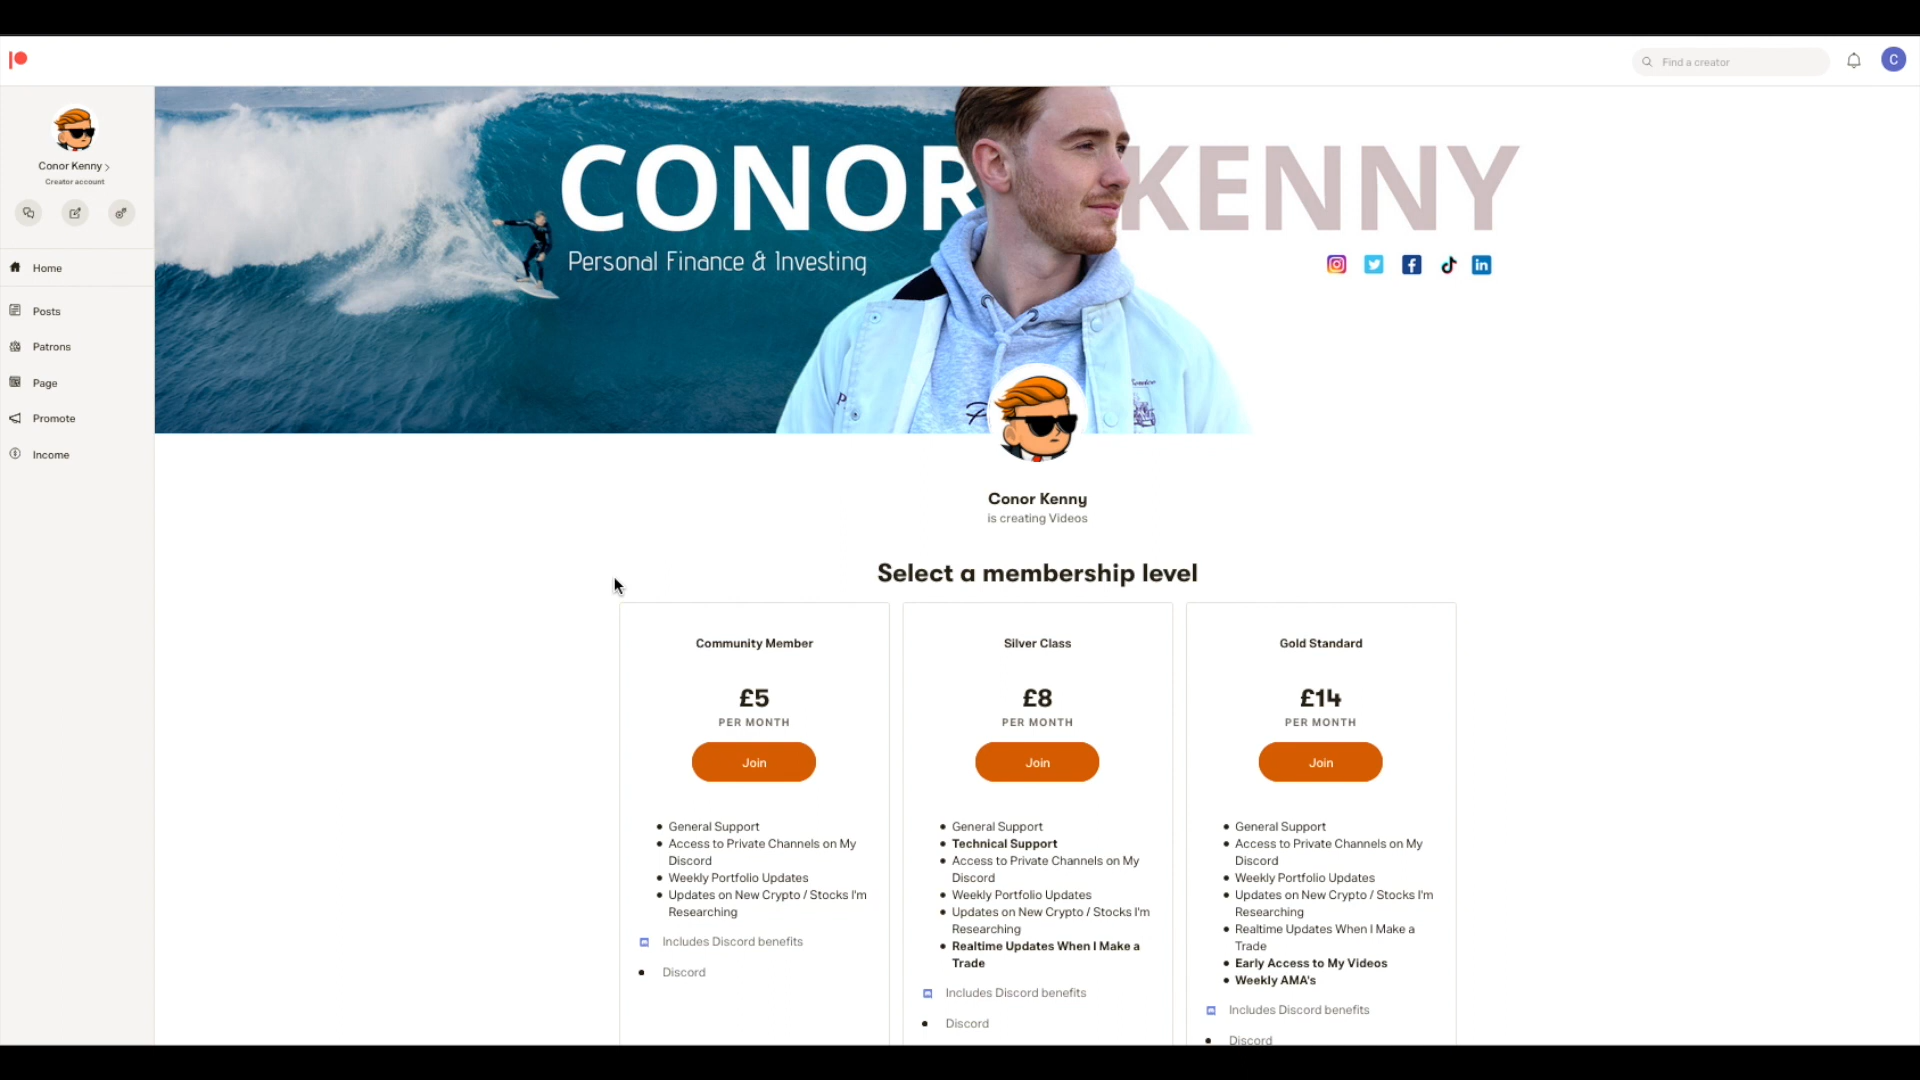 Find a creator
C
Conor Kenny
Creator account
Home
Posts
Patrons
Page
Promote
Income
CONOR KENNY
Personal Finance & Investing
Conor Kenny
is creating Videos
Select a membership level
Community Member
£5
PER MONTH
Join
General Support
Access to Private Channels on My
Discord
Weekly Portfolio Updates
Updates on New Crypto / Stocks I'm
Researching
Includes Discord benefits
Discord
Silver Class
£8
PER MONTH
Join
General Support
Technical Support
Access to Private Channels on My
Discord
Weekly Portfolio Updates
Updates on New Crypto / Stocks I'm
Researching
Realtime Updates When I Make a
Trade
Includes Discord benefits
Discord
Gold Standard
£14
PER MONTH
Join
General Support
Access to Private Channels on My
Discord
Weekly Portfolio Updates
Updates on New Crypto / Stocks I'm
Researching
Realtime Updates When I Make a
Trade
Early Access to My Videos
Weekly AMA's
Includes Discord benefits
Discord